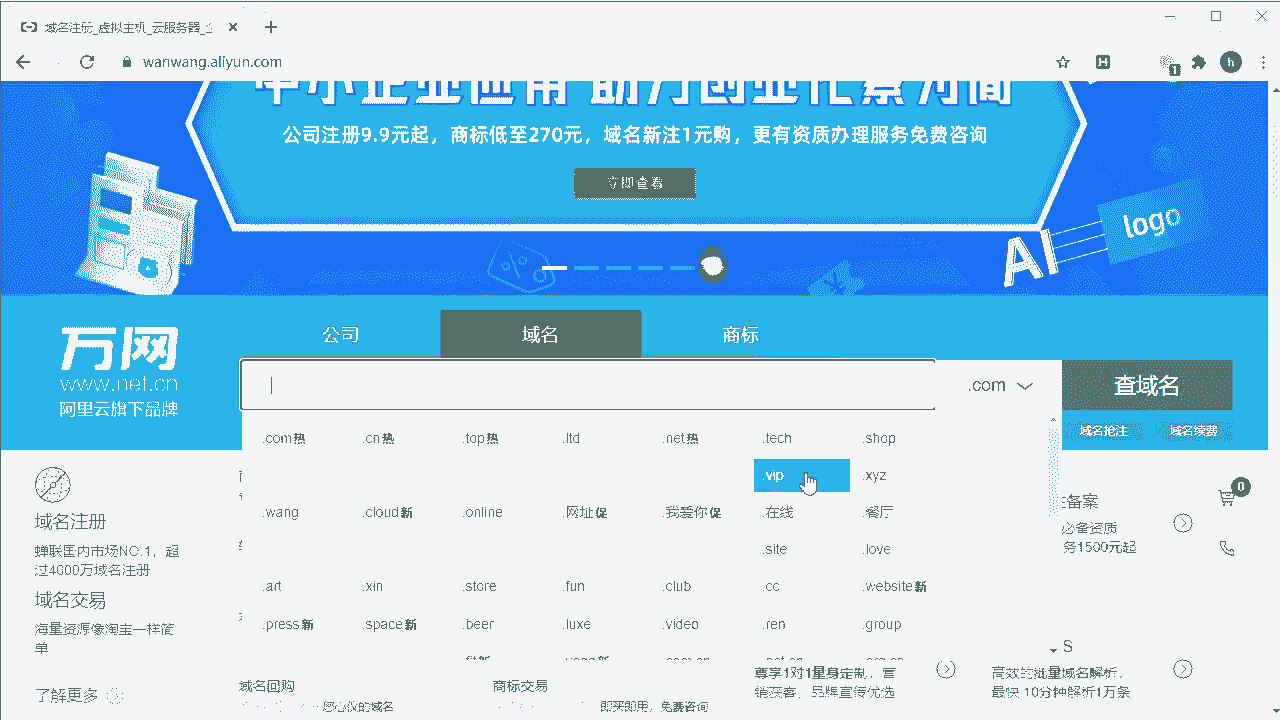 域名注册_虚拟主机_云服务器_
wanwang.aliyun.com
1
h
公司注册9.9元起，商标低至270元，域名新注1元购，更有资质办理服务免费咨询
立即查看
logo
AI
万网
www.net.cn
阿里云旗下品牌
公司 域名 商标
.com
查域名
域名抢注 域名续费
.com热 .cn热 .top热 .ltd .net热 .tech .shop
.vip .xyz
.wang .cloud新 .online .网址促 .我爱你促 .在线 .餐厅
.site .love
.art .xin .store .fun .club .cc .website新
.press新 .space新 .beer .luxe .video .ren .group
域名注册
蝉联国内市场NO.1，超
过4000万域名注册
域名交易
海量资源像淘宝一样简
单
了解更多
备案
必备资质
务1500元起
0
S
尊享1对1量身定制，营
销获客、品牌宣传优选
高效的批量域名解析，
最快 10分钟解析1万条
域名回购
您心仪的域名
商标交易
即买即用，免费咨询